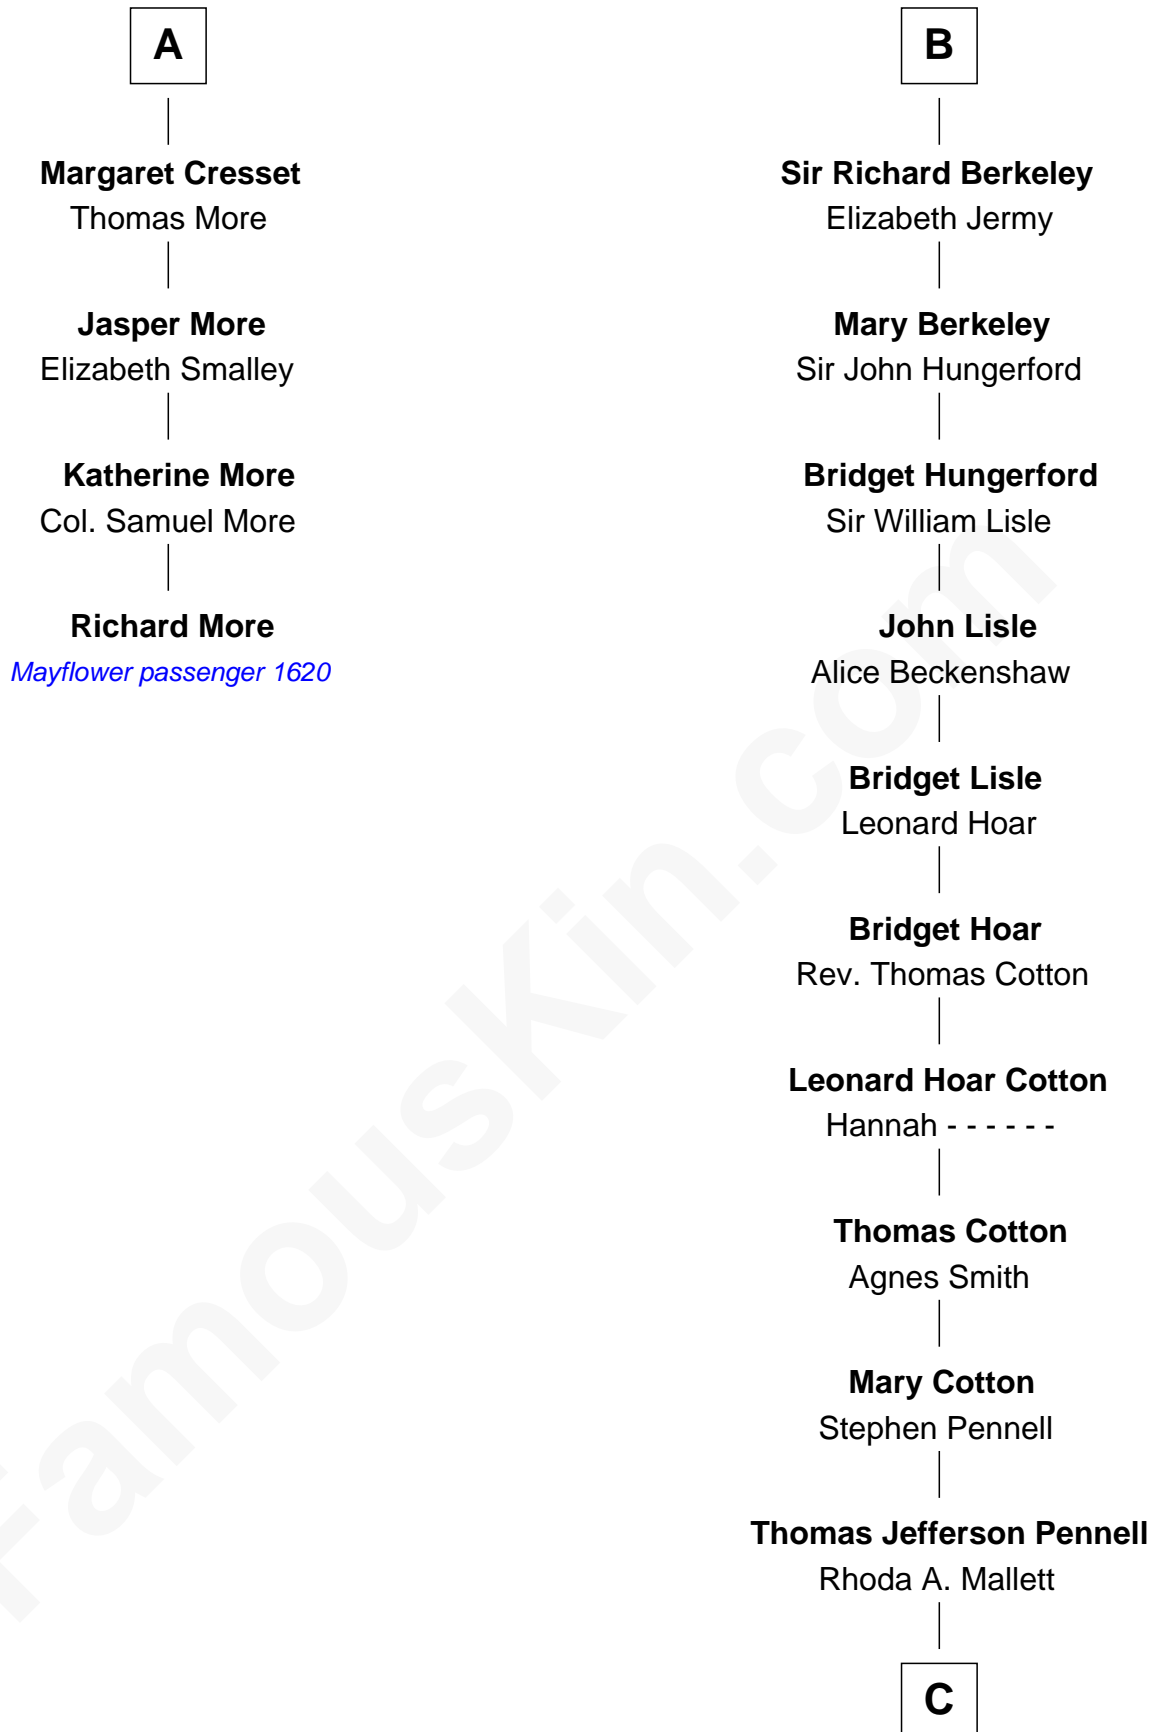 A
Margaret Cresset
Thomas More
Jasper More
Elizabeth Smalley
Katherine More
Col. Samuel More
Richard More
Mayflower passenger 1620
B
Sir Richard Berkeley
Elizabeth Jermy
Mary Berkeley
Sir John Hungerford
Bridget Hungerford
Sir William Lisle
John Lisle
Alice Beckenshaw
Bridget Lisle
Leonard Hoar
Bridget Hoar
Rev. Thomas Cotton
Leonard Hoar Cotton
Hannah - - - - - -
Thomas Cotton
Agnes Smith
Mary Cotton
Stephen Pennell
Thomas Jefferson Pennell
Rhoda A. Mallett
C
FamousKin.com